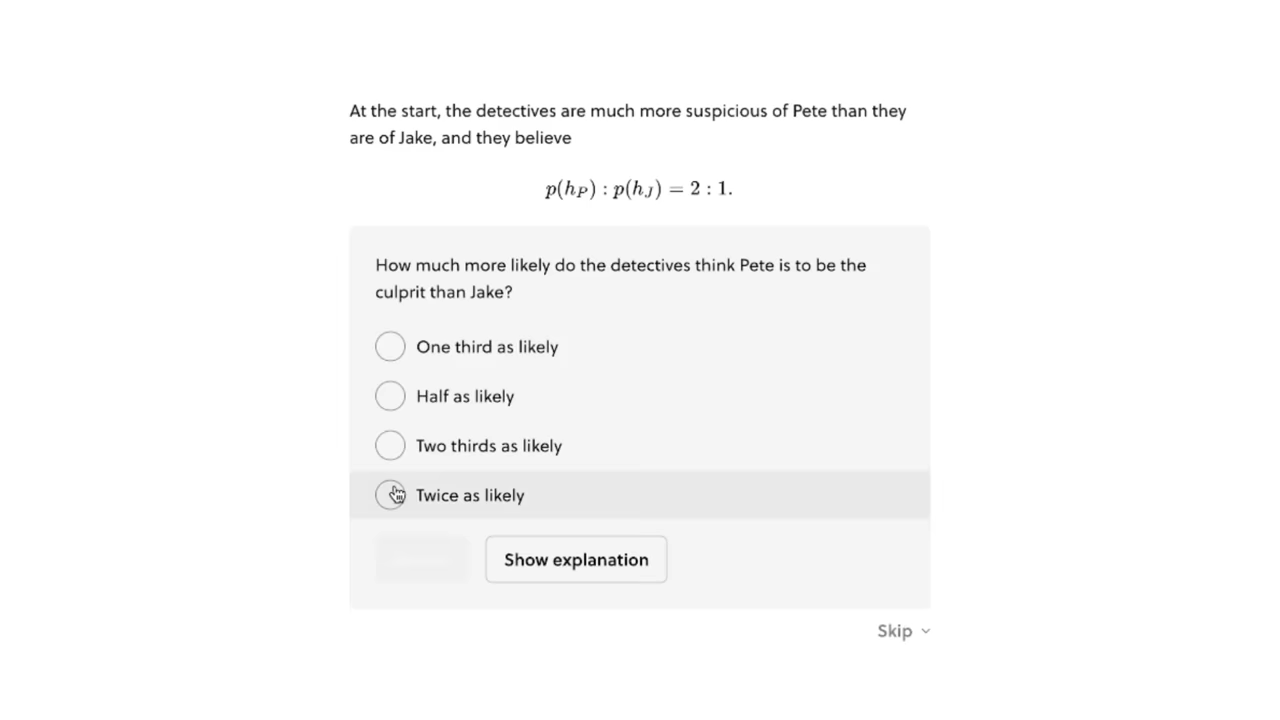 At the start, the detectives are much more suspicious of Pete than they
are of Jake, and they believe
p(h_P) : p(h_J) = 2 : 1.
How much more likely do the detectives think Pete is to be the
culprit than Jake?
One third as likely
Half as likely
Two thirds as likely
Twice as likely
Show explanation
Skip